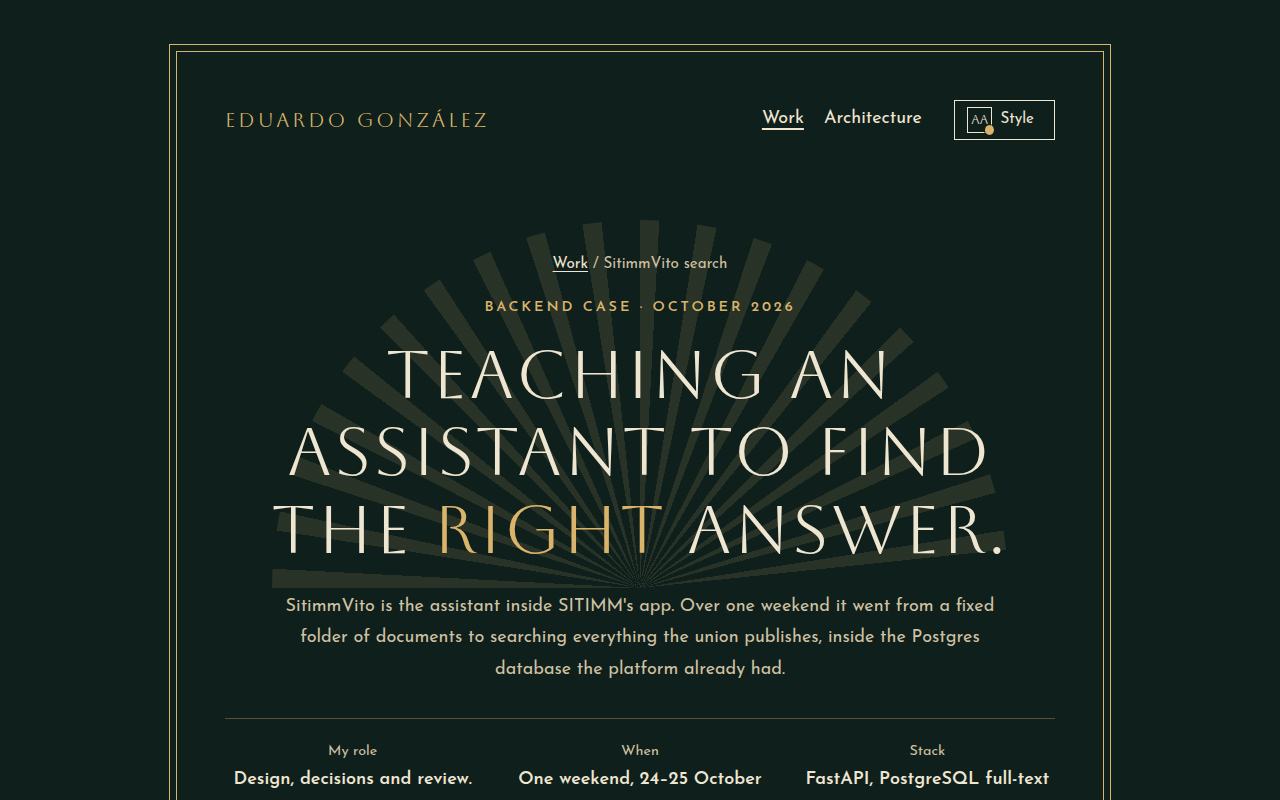 EDUARDO GONZÁLEZ
Work Architecture AA Style
Work / SitimmVito search
BACKEND CASE · OCTOBER 2026
TEACHING AN
ASSISTANT TO FIND
THE RIGHT ANSWER.
SitimmVito is the assistant inside SITIMM's app. Over one weekend it went from a fixed
folder of documents to searching everything the union publishes, inside the Postgres
database the platform already had.
My role When Stack
Design, decisions and review. One weekend, 24–25 October FastAPI, PostgreSQL full-text